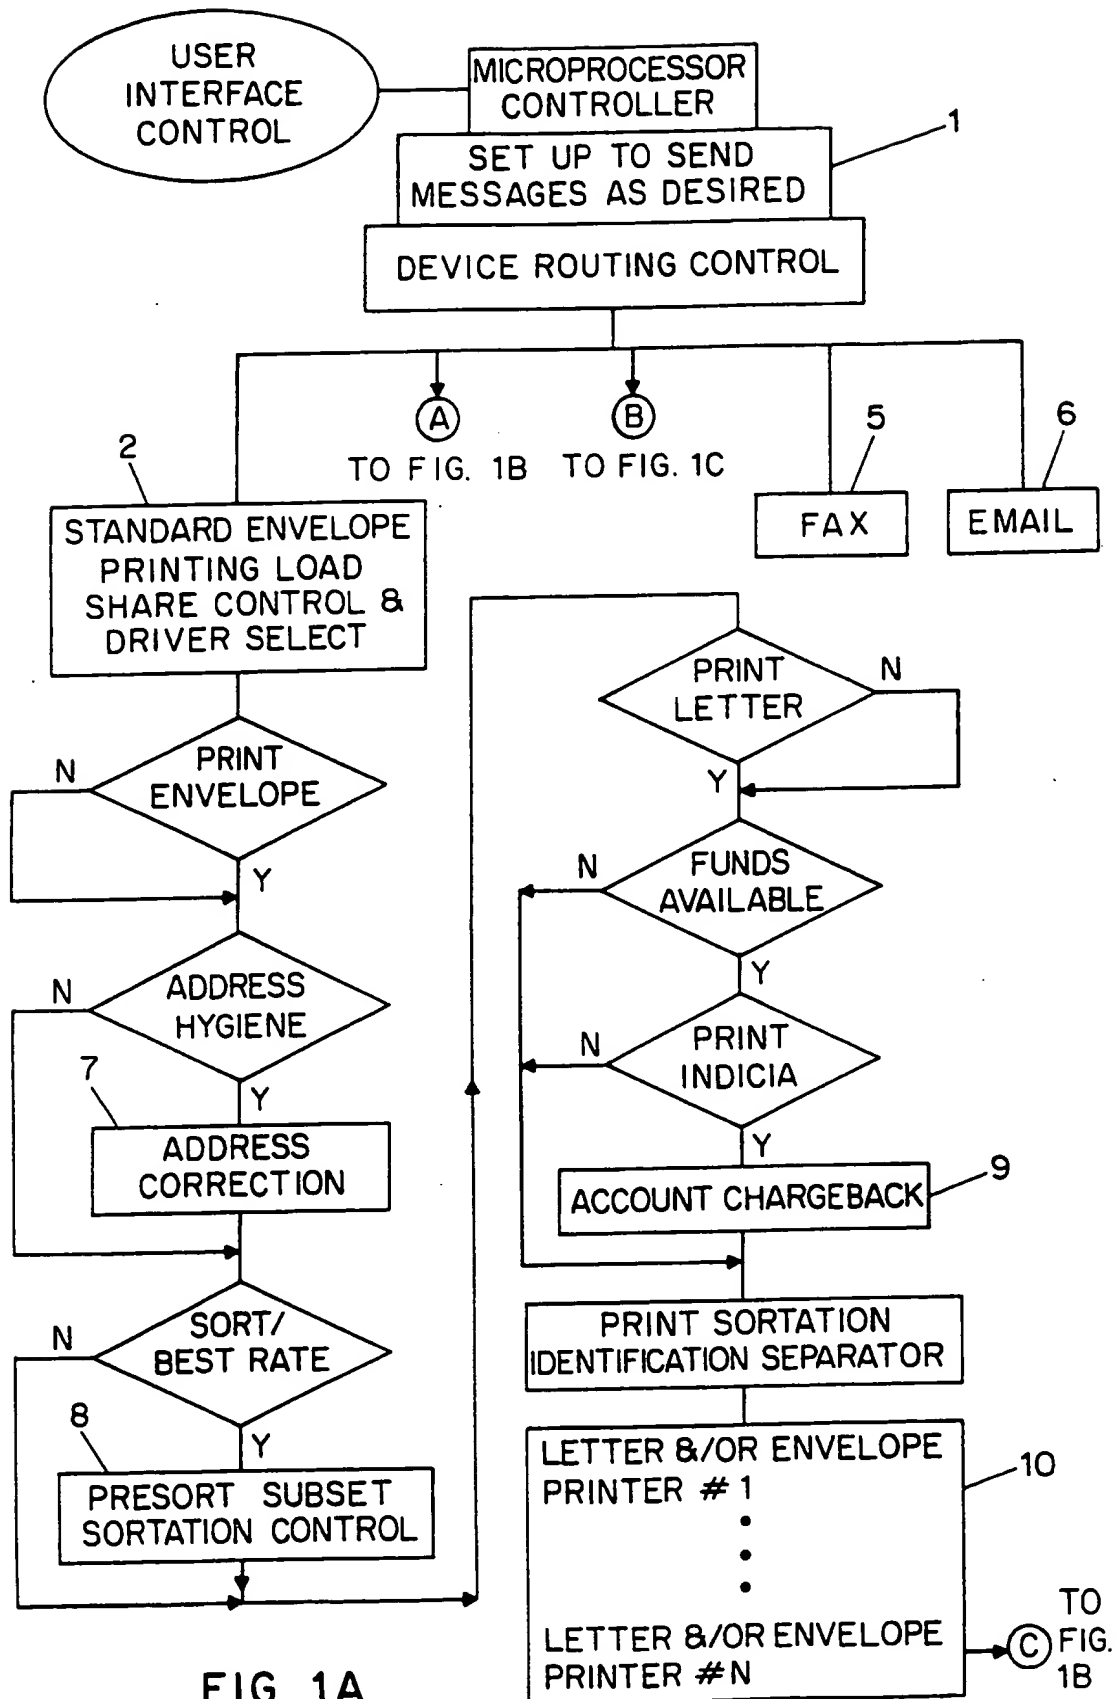 USER
INTERFACE
CONTROL
MICROPROCESSOR
CONTROLLER
1
SET UP TO SEND
MESSAGES AS DESIRED
DEVICE ROUTING CONTROL
A
TO FIG. 1B
B
TO FIG. 1C
5
FAX
6
EMAIL
2
STANDARD ENVELOPE
PRINTING LOAD
SHARE CONTROL &
DRIVER SELECT
N
PRINT
ENVELOPE
Y
N
ADDRESS
HYGIENE
Y
7
ADDRESS
CORRECTION
N
SORT/
BEST RATE
Y
8
PRESORT SUBSET
SORTATION CONTROL
PRINT
LETTER
N
Y
N
FUNDS
AVAILABLE
Y
N
PRINT
INDICIA
Y
ACCOUNT CHARGEBACK
9
PRINT SORTATION
IDENTIFICATION SEPARATOR
LETTER &/OR ENVELOPE
PRINTER #1
10
LETTER &/OR ENVELOPE
PRINTER #N
C
TO
FIG.
1B
FIG. 1A